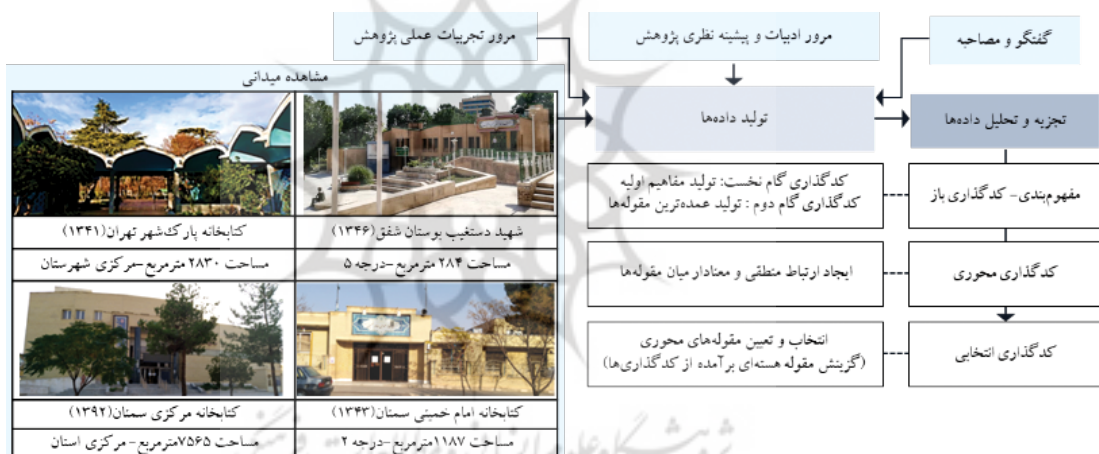 گفتگو و مصاحبه
مرور ادبیات و پیشینه نظری پژوهش
مرور تجربیات عملی پژوهش
مشاهده میدانی
تجزیه و تحلیل داده‌ها
تولید داده‌ها
مفهوم‌بندی- کدگذاری باز
کدگذاری گام نخست: تولید مفاهیم اولیه
کدگذاری گام دوم : تولید عمده‌ترین مقوله‌ها
کدگذاری محوری
ایجاد ارتباط منطقی و معنادار میان مقوله‌ها
کدگذاری انتخابی
انتخاب و تعیین مقوله‌های محوری
(گزینش مقوله هسته‌ای برآمده از کدگذاری‌ها)
شهید دستغیب بوستان شفق(۱۳۴۶)
کتابخانه پارک‌شهر تهران(۱۳۴۱)
مساحت ۲۸۴ مترمربع-درجه ۵
مساحت ۲۸۳۰ مترمربع-مرکزی شهرستان
کتابخانه امام خمینی سمنان(۱۳۴۳)
کتابخانه مرکزی سمنان(۱۳۹۲)
مساحت ۱۱۸۷مترمربع-درجه ۲
مساحت ۷۵۶۵مترمربع- مرکزی استان